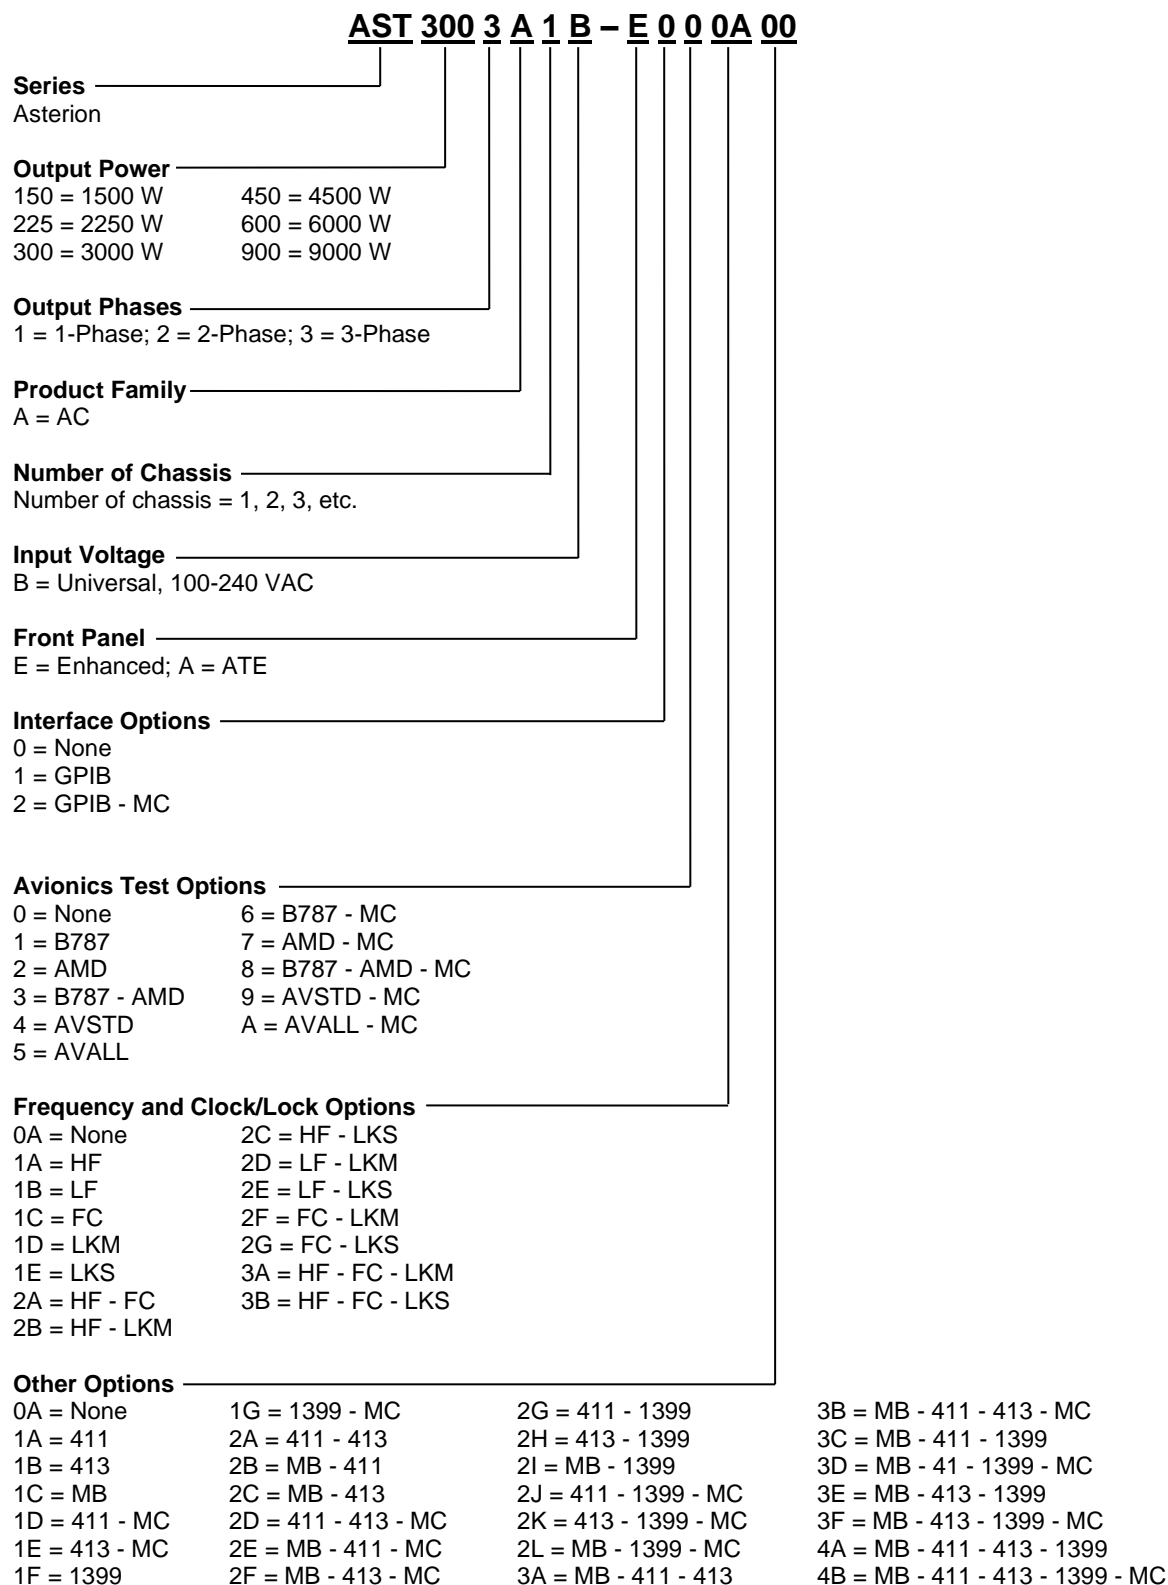 AST 300 3 A 1 B – E 0 0 0A 00
Series
Asterion
Output Power
150 = 1500 W 450 = 4500 W
225 = 2250 W 600 = 6000 W
300 = 3000 W 900 = 9000 W
Output Phases
1 = 1-Phase; 2 = 2-Phase; 3 = 3-Phase
Product Family
A = AC
Number of Chassis
Number of chassis = 1, 2, 3, etc.
Input Voltage
B = Universal, 100-240 VAC
Front Panel
E = Enhanced; A = ATE
Interface Options
0 = None
1 = GPIB
2 = GPIB - MC
Avionics Test Options
0 = None 6 = B787 - MC
1 = B787 7 = AMD - MC
2 = AMD 8 = B787 - AMD - MC
3 = B787 - AMD 9 = AVSTD - MC
4 = AVSTD A = AVALL - MC
5 = AVALL
Frequency and Clock/Lock Options
0A = None 2C = HF - LKS
1A = HF 2D = LF - LKM
1B = LF 2E = LF - LKS
1C = FC 2F = FC - LKM
1D = LKM 2G = FC - LKS
1E = LKS 3A = HF - FC - LKM
2A = HF - FC 3B = HF - FC - LKS
2B = HF - LKM
Other Options
0A = None 1G = 1399 - MC 2G = 411 - 1399 3B = MB - 411 - 413 - MC
1A = 411 2A = 411 - 413 2H = 413 - 1399 3C = MB - 411 - 1399
1B = 413 2B = MB - 411 2I = MB - 1399 3D = MB - 41 - 1399 - MC
1C = MB 2C = MB - 413 2J = 411 - 1399 - MC 3E = MB - 413 - 1399
1D = 411 - MC 2D = 411 - 413 - MC 2K = 413 - 1399 - MC 3F = MB - 413 - 1399 - MC
1E = 413 - MC 2E = MB - 411 - MC 2L = MB - 1399 - MC 4A = MB - 411 - 413 - 1399
1F = 1399 2F = MB - 413 - MC 3A = MB - 411 - 413 4B = MB - 411 - 413 - 1399 - MC